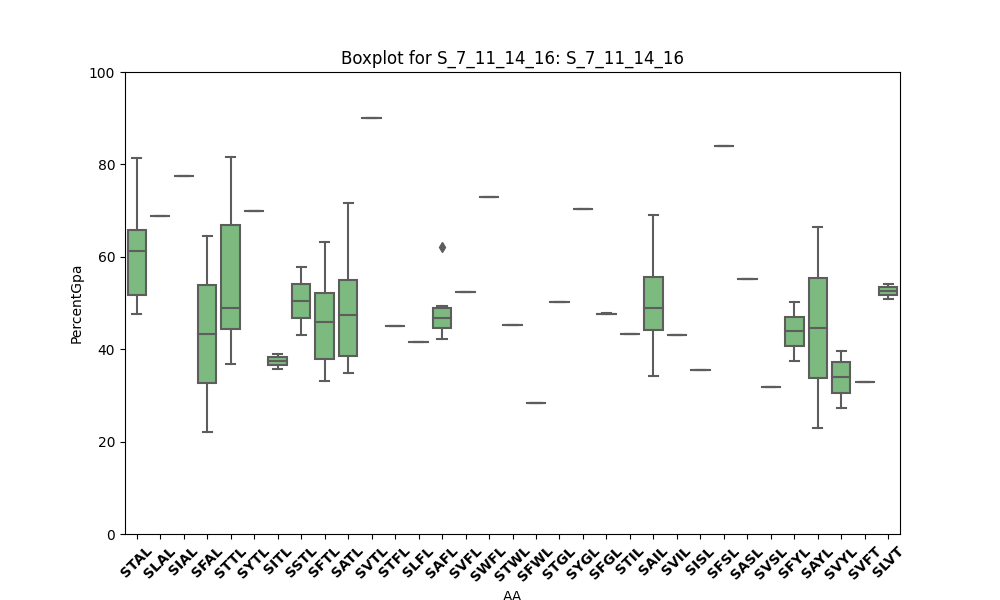 Boxplot for S_7_11_14_16: S_7_11_14_16
100
80
60
40
20
0
PercentGpa
STAL SLAL SIAL SFAL STTL SYTL SITL SSTL SFTL SATL SVTL STFL SLFL SAFL SVFL SWFL STWL SFWL STGL SYGL SFGL STIL SAIL SVIL SISL SFSL SASL SVSL SFYL SAYL SVYL SVFT SLVT
AA